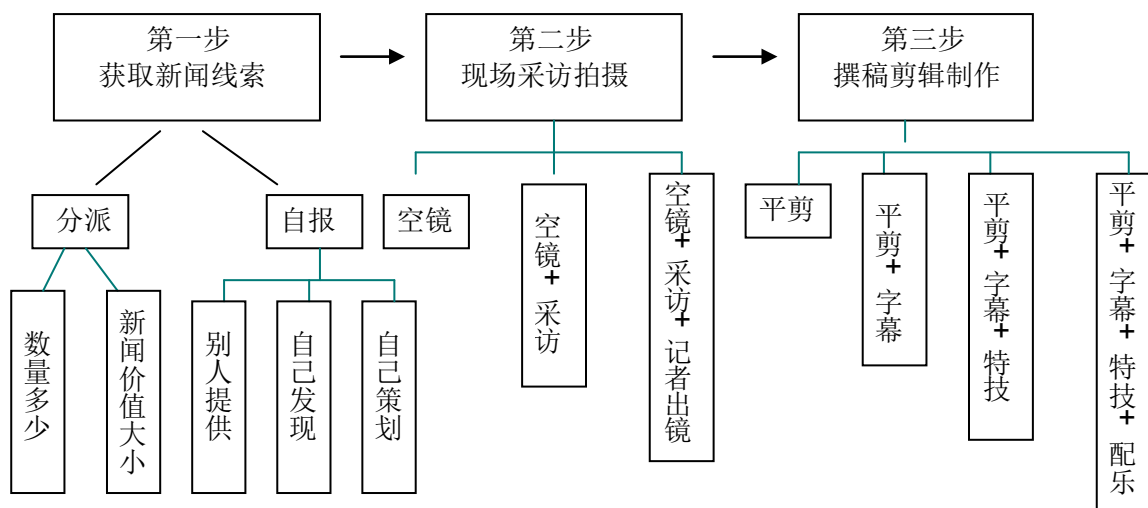 第一步
获取新闻线索
第二步
现场采访拍摄
第三步
撰稿剪辑制作
分派
自报
空镜
空镜+采访
空镜+采访+记者出镜
平剪
平剪+字幕
平剪+字幕+特技
平剪+字幕+特技+配乐
数量多少
新闻价值大小
别人提供
自己发现
自己策划